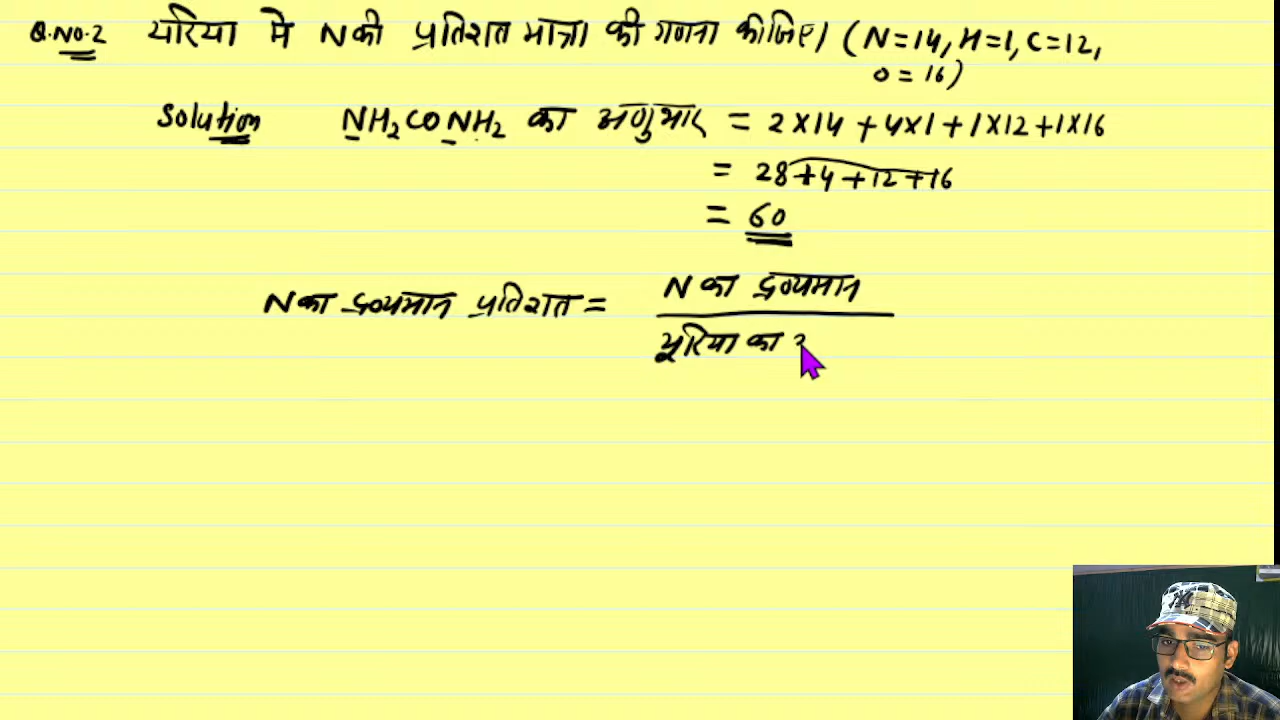 Q.NO.2 यरिया मे N की प्रतिशत मात्रा की गणना कीजिए। (N=14, H=1, C=12,
O = 16)
Solution NH₂CONH₂ का अणुभार = 2×14 + 4×1 + 1×12 + 1×16
= 28 + 4 + 12 + 16
= 60
N का द्रव्यमान प्रतिशत = N का द्रव्यमान
यूरिया का